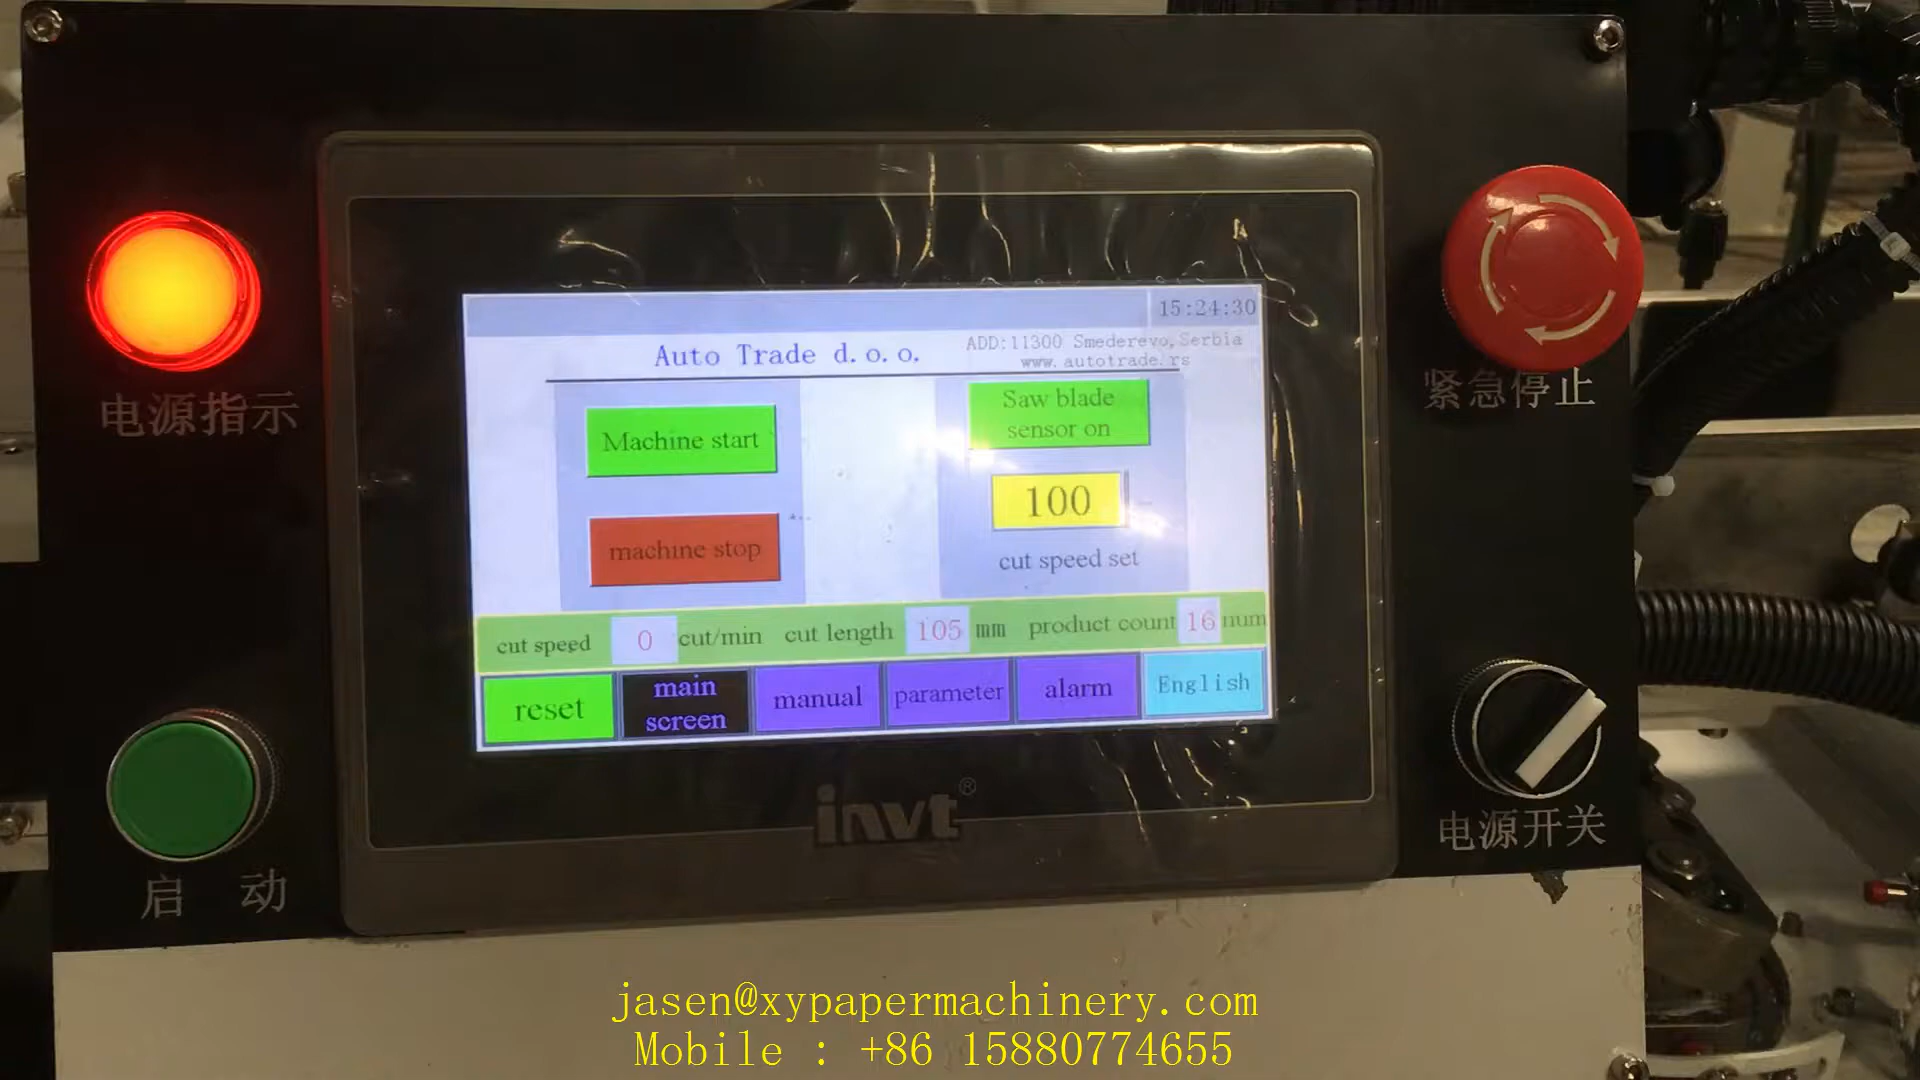 15:24:30
Auto Trade d.o.o.
ADD:11300 Smederevo,Serbia
www.autotrade.rs
Machine start
Saw blade
sensor on
machine stop
100
cut speed set
cut speed 0 cut/min cut length 105 mm product count 16 num
reset
main
screen
manual
parameter
alarm
English
invt®
电源指示
启 动
紧急停止
电源开关
jasen@xypapermachinery.com
Mobile : +86 15880774655